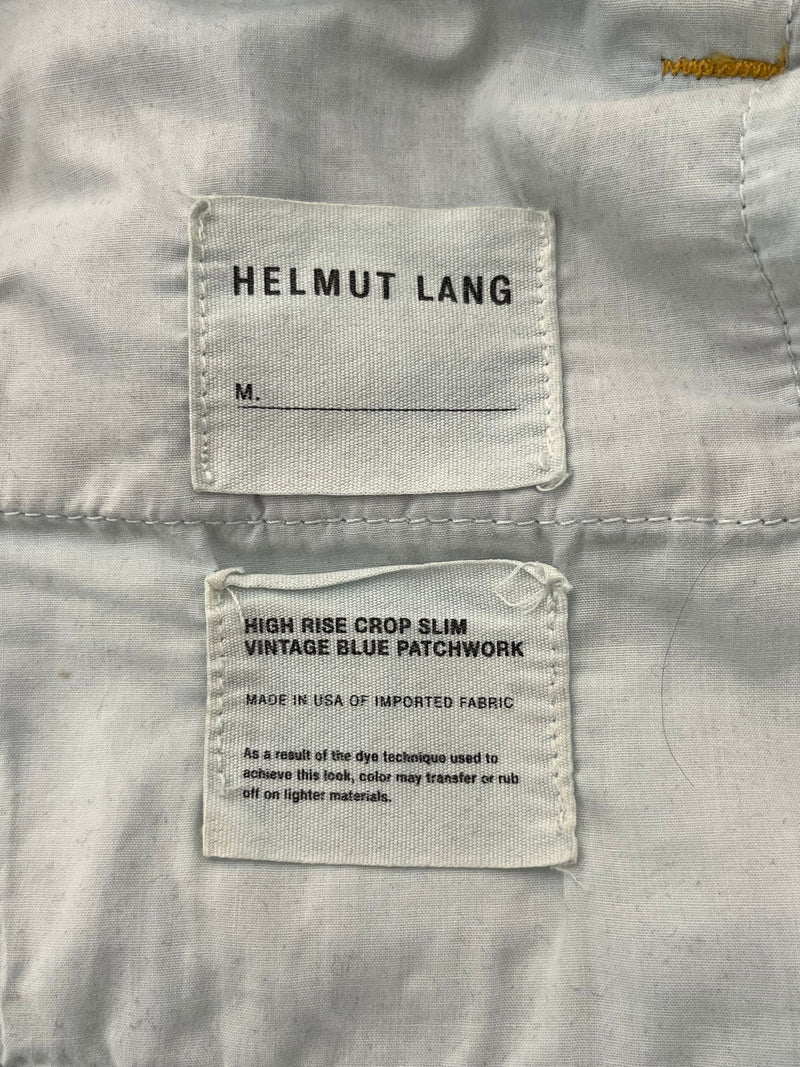 HELMUT LANG
M.
HIGH RISE CROP SLIM
VINTAGE BLUE PATCHWORK
MADE IN USA OF IMPORTED FABRIC
As a result of the dye technique used to
achieve this look, color may transfer or rub
off on lighter materials.